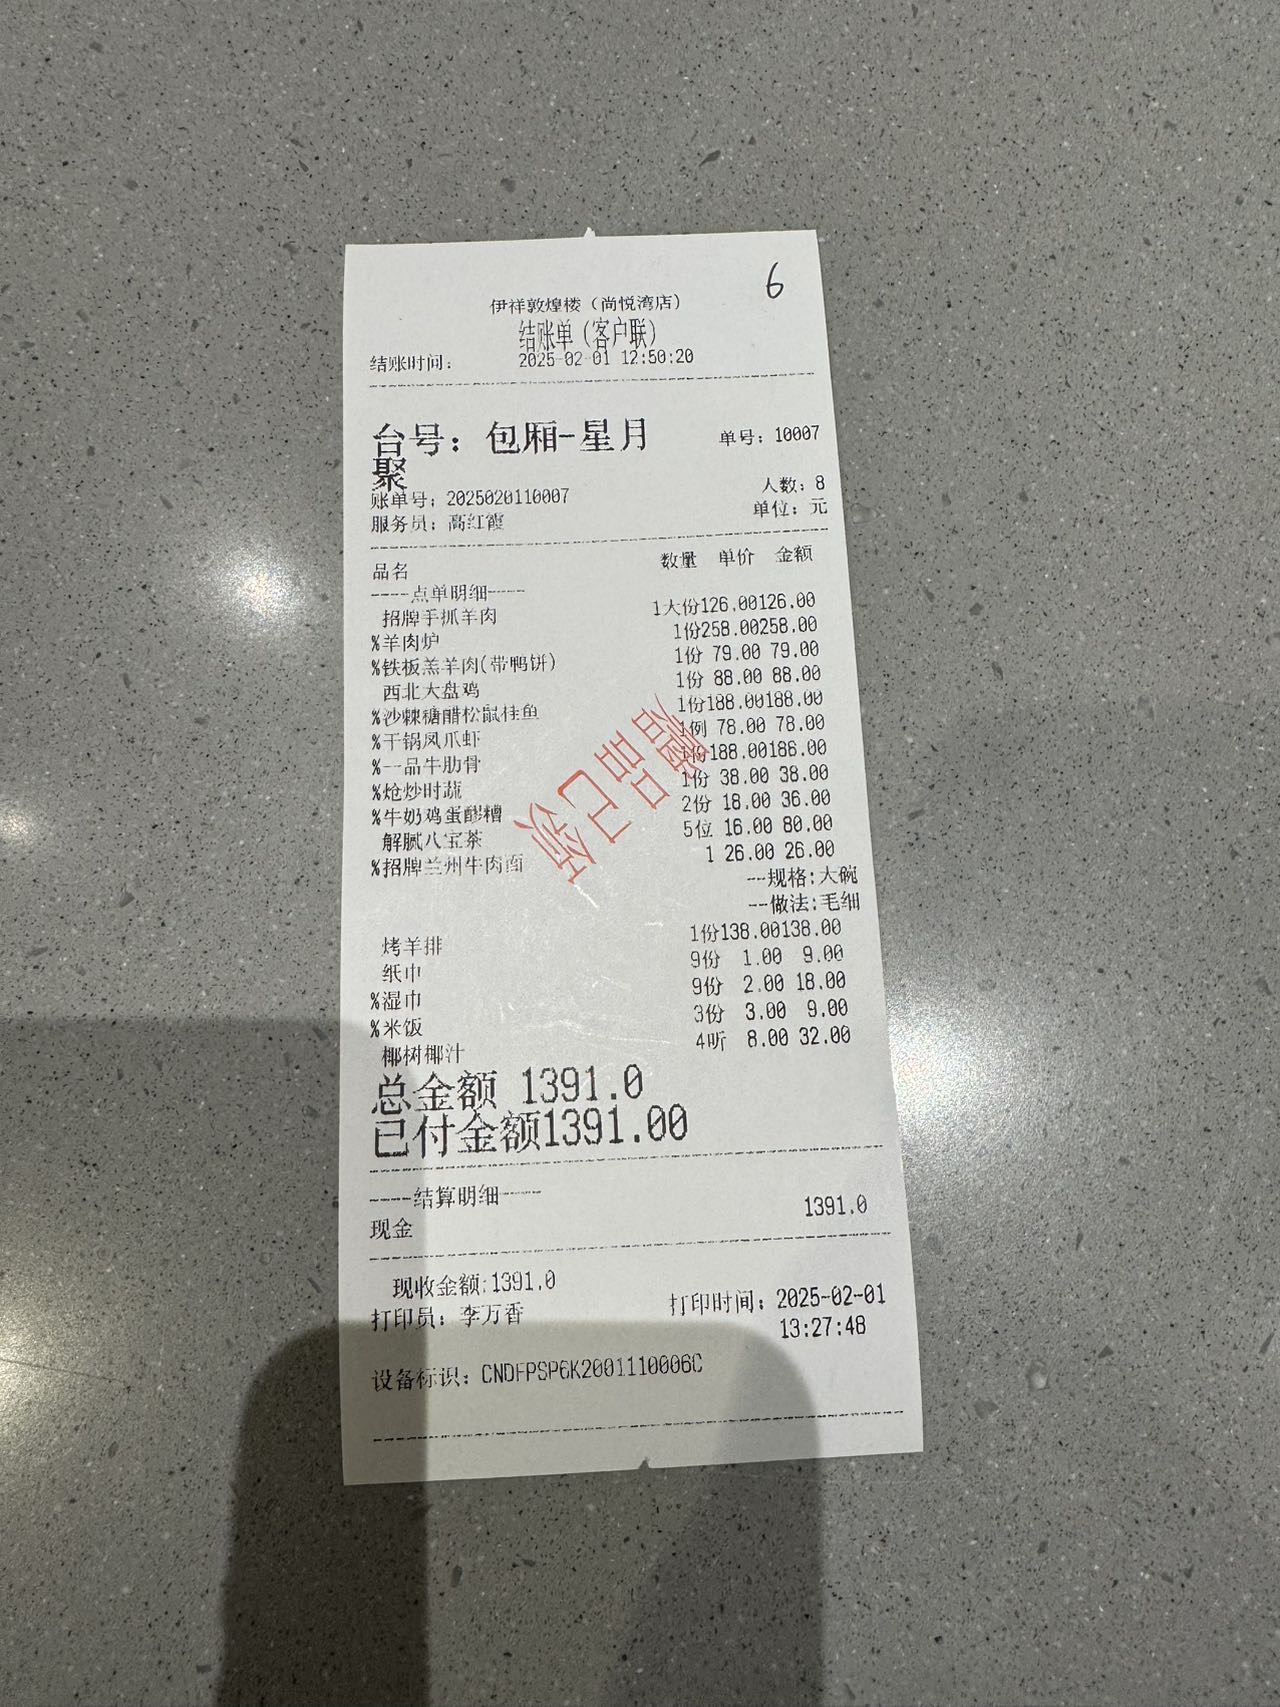 6
伊祥敦煌楼（尚悦湾店）
结账单（客户联）
结账时间： 2025-02-01 12:50:20
台号：包厢-星月 单号：10007
聚
账单号：2025020110007 人数：8
服务员：高红霞 单位：元
品名 数量 单价 金额
----点单明细-----
招牌手抓羊肉 1大份126.00126.00
%羊肉炉 1份258.00258.00
%铁板羔羊肉(带鸭饼) 1份 79.00 79.00
西北大盘鸡 1份 88.00 88.00
%沙棘糖醋松鼠桂鱼 1份188.00188.00
%干锅凤爪虾 1例 78.00 78.00
%一品牛肋骨 1份188.00188.00
%炝炒时蔬 1份 38.00 38.00
%牛奶鸡蛋醪糟 2份 18.00 36.00
解腻八宝茶 5位 16.00 80.00
%招牌兰州牛肉面 1 26.00 26.00
--规格:大碗
--做法:毛细
烤羊排 1份138.00138.00
纸巾 9份 1.00 9.00
%湿巾 9份 2.00 18.00
%米饭 3份 3.00 9.00
椰树椰汁 4听 8.00 32.00
品已领
总金额 1391.0
已付金额1391.00
----结算明细----
现金 1391.0
现收金额:1391.0
打印员：李万香 打印时间：2025-02-01
13:27:48
设备标识：CNDFPSP6K2001110006C